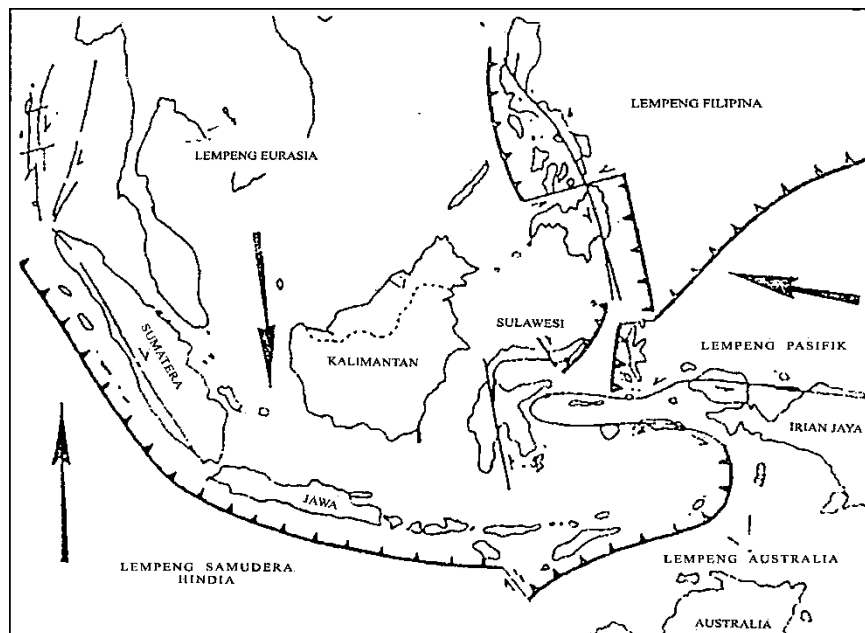 LEMPENG FILIPINA
LEMPENG EURASIA
SUMATERA
KALIMANTAN
SULAWESI
LEMPENG PASIFIK
IRIAN JAYA
JAWA
LEMPENG SAMUDERA
HINDIA
LEMPENG AUSTRALIA
AUSTRALIA